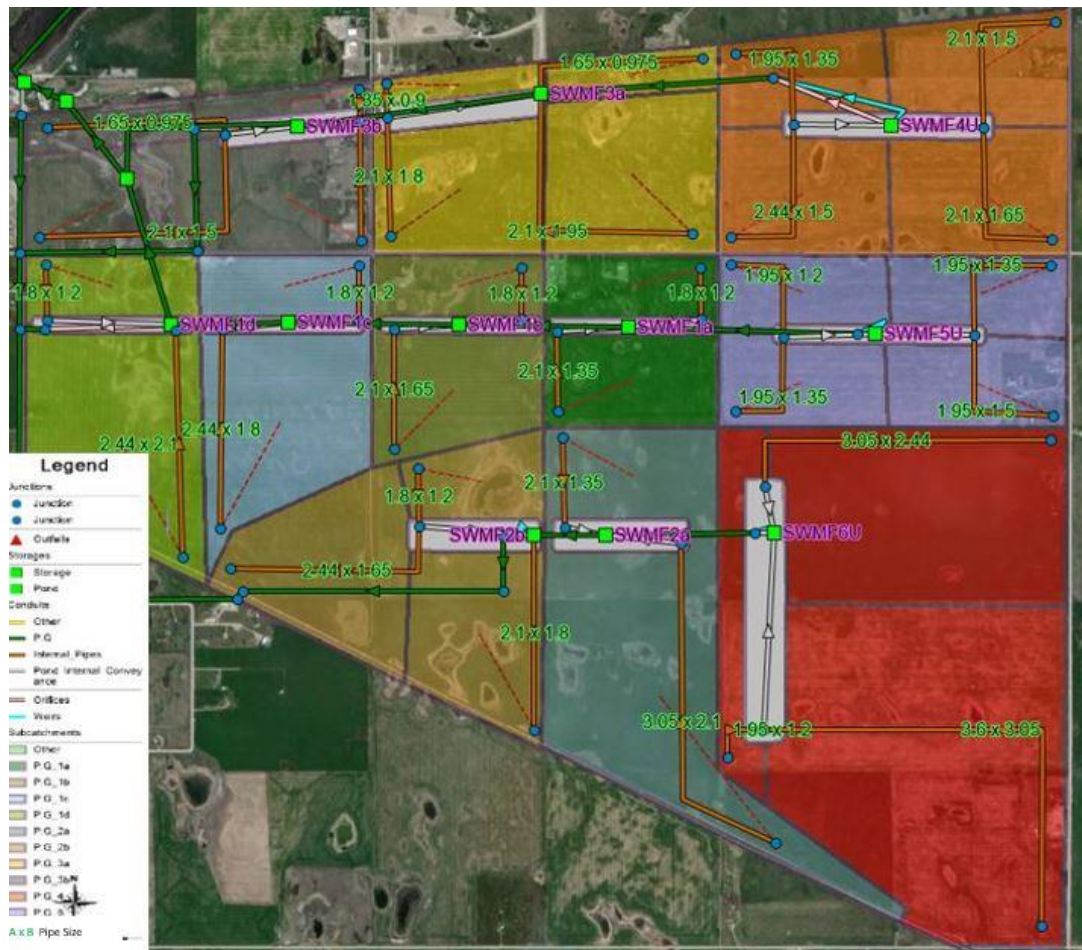 2.1 x 1.5
1.65 x 0.975
1.95 x 1.35
1.35 x 0.9
SWMF3a
1.65 x 0.975
SWMF3b
SWMF4U
2.1 x 1.8
2.44 x 1.5
2.1 x 1.65
2.1 x 1.5
2.1 x 1.95
1.95 x 1.35
1.95 x 1.2
1.8 x 1.2
1.8 x 1.2
1.8 x 1.2
1.8 x 1.2
SWMF1d
SWMF1c
SWMF1b
SWMF1a
SWMF5U
2.1 x 1.35
2.1 x 1.65
1.95 x 1.35
1.95 x 1.5
2.44 x 2.1
2.44 x 1.8
3.05 x 2.44
Legend
Junctions
Junction
Junction
Outfalls
Storages
Storage
Pond
Conduits
Other
P.G
Internal_Pipes
Pond Internal Convey
ance
Orifices
Weirs
Subcatchments
Other
P.G_1a
P.G_1b
P.G_1c
P.G_1d
P.G_2a
P.G_2b
P.G_3a
P.G_3b
P.G_4
P.G_5
N
A x B Pipe Size
1.8 x 1.2
2.1 x 1.35
SWMF2b
SWMF2a
SWMF6U
2.44 x 1.65
2.1 x 1.8
3.05 x 2.1
1.95 x 1.2
3.6 x 3.05